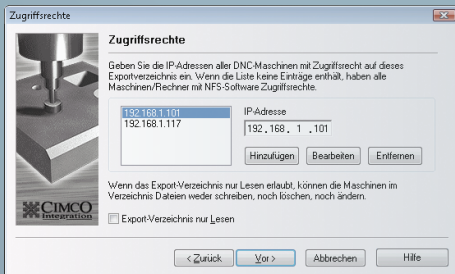 Zugriffsrechte
Zugriffsrechte
Geben Sie die IP-Adressen aller DNC-Maschinen mit Zugriffsrecht auf dieses
Exportverzeichnis ein. Wenn die Liste keine Einträge enthält, haben alle
Maschinen/Rechner mit NFS-Software Zugriffsrechte.
192.168.1.101
192.168.1.117
IP-Adresse
192.168. 1 .101
Hinzufügen Bearbeiten Entfernen
Wenn das Export-Verzeichnis nur Lesen erlaubt, können die Maschinen im
Verzeichnis Dateien weder schreiben, noch löschen, noch ändern.
CIMCO
Integration
Export-Verzeichnis nur Lesen
< Zurück Vor > Abbrechen Hilfe